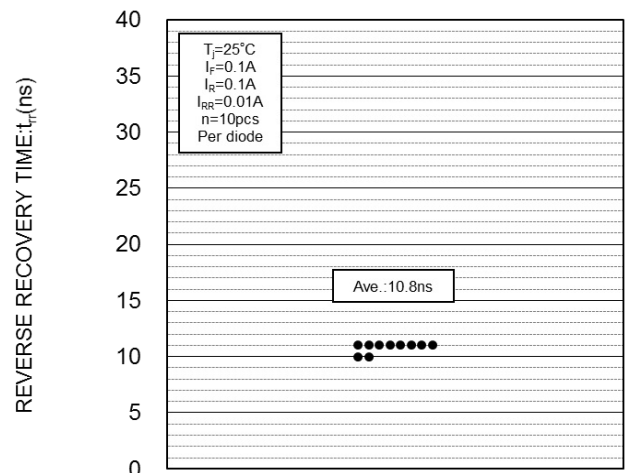 REVERSE RECOVERY TIME:trr(ns)
40
35
30
25
20
15
10
5
0
Tj=25°C
IF=0.1A
IR=0.1A
IRR=0.01A
n=10pcs
Per diode
Ave.:10.8ns